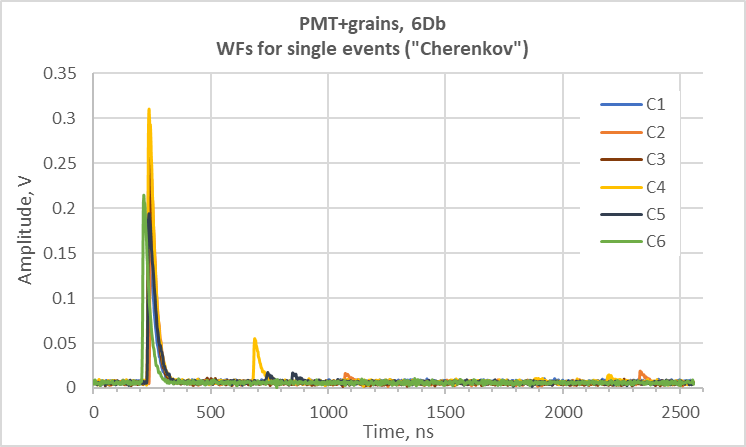 PMT+grains, 6Db
WFs for single events ("Cherenkov")
0.35
0.3
0.25
0.2
0.15
0.1
0.05
0
Amplitude, V
C1
C2
C3
C4
C5
C6
0 500 1000 1500 2000 2500
Time, ns